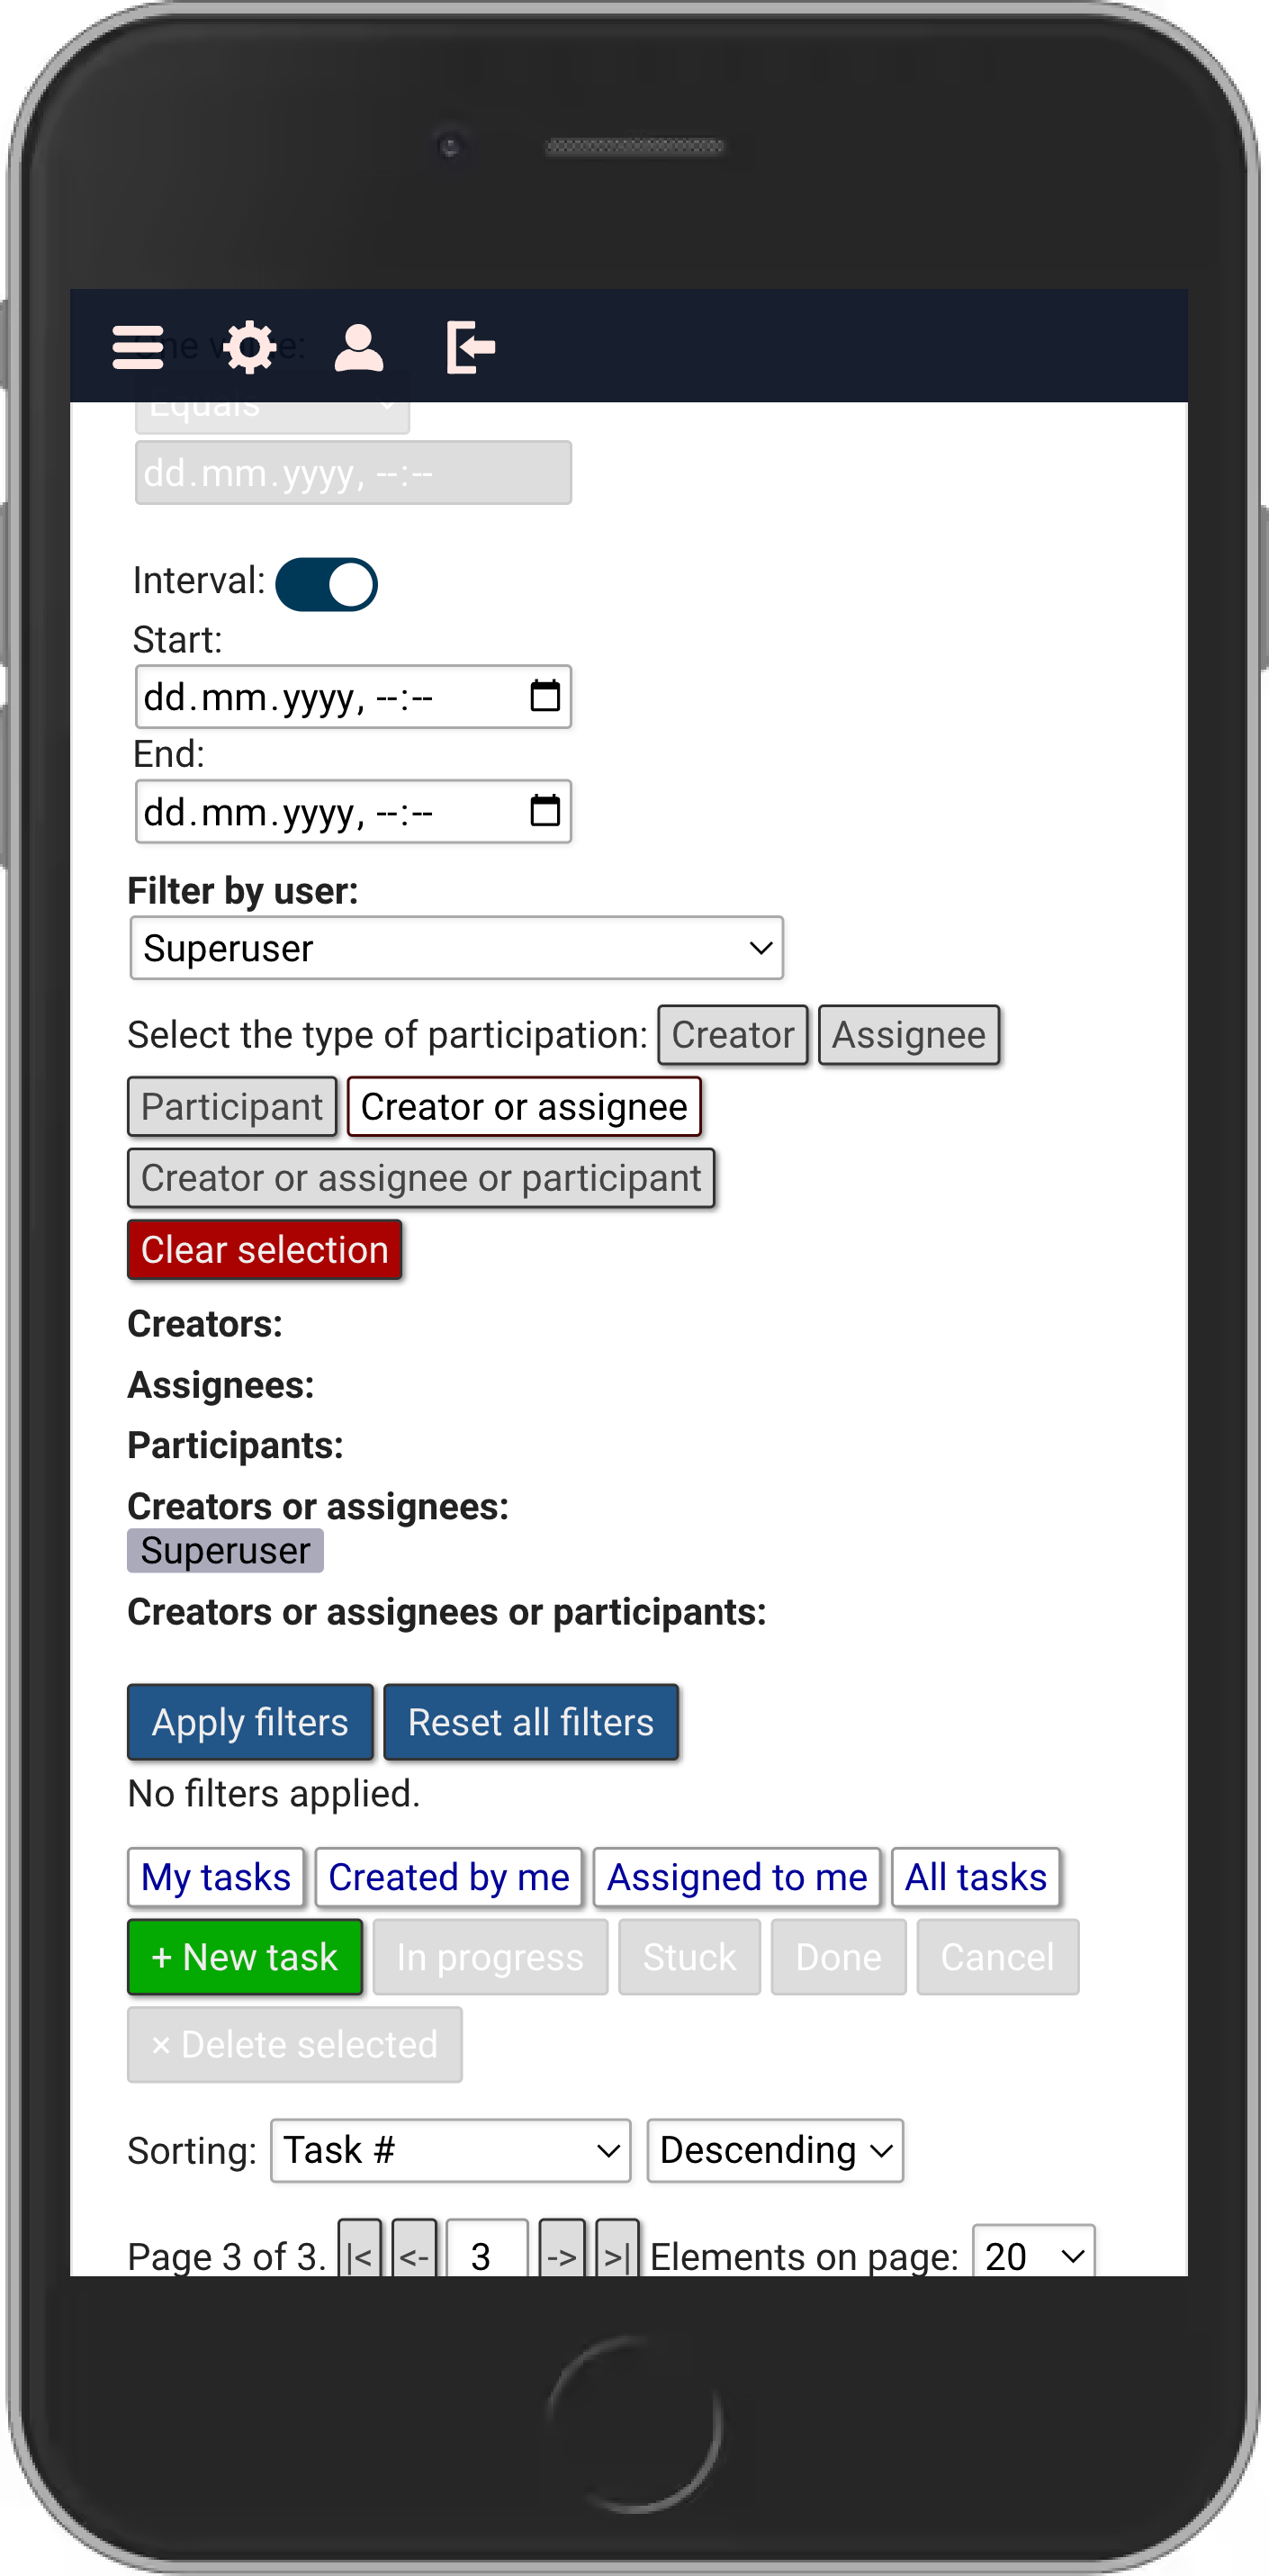 One value:
Equals
dd.mm.yyyy, --:--
Interval:
Start:
dd.mm.yyyy, --:--
End:
dd.mm.yyyy, --:--
Filter by user:
Superuser
Select the type of participation: Creator Assignee
Participant Creator or assignee
Creator or assignee or participant
Clear selection
Creators:
Assignees:
Participants:
Creators or assignees:
Superuser
Creators or assignees or participants:
Apply filters Reset all filters
No filters applied.
My tasks Created by me Assigned to me All tasks
+ New task In progress Stuck Done Cancel
× Delete selected
Sorting: Task # Descending
Page 3 of 3. |< <- 3 -> >| Elements on page: 20